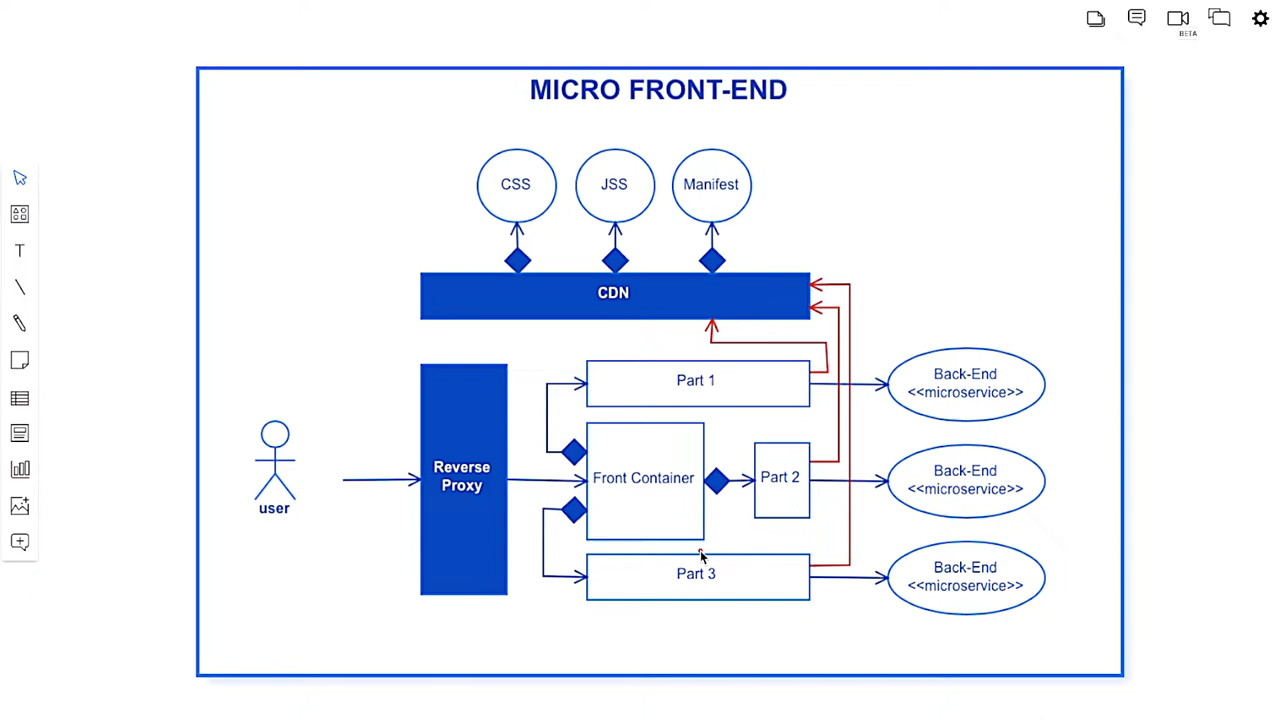 BETA
MICRO FRONT-END
CSS
JSS
Manifest
CDN
Part 1
Back-End
<<microservice>>
Reverse
Proxy
Front Container
Part 2
Back-End
<<microservice>>
user
Part 3
Back-End
<<microservice>>
T